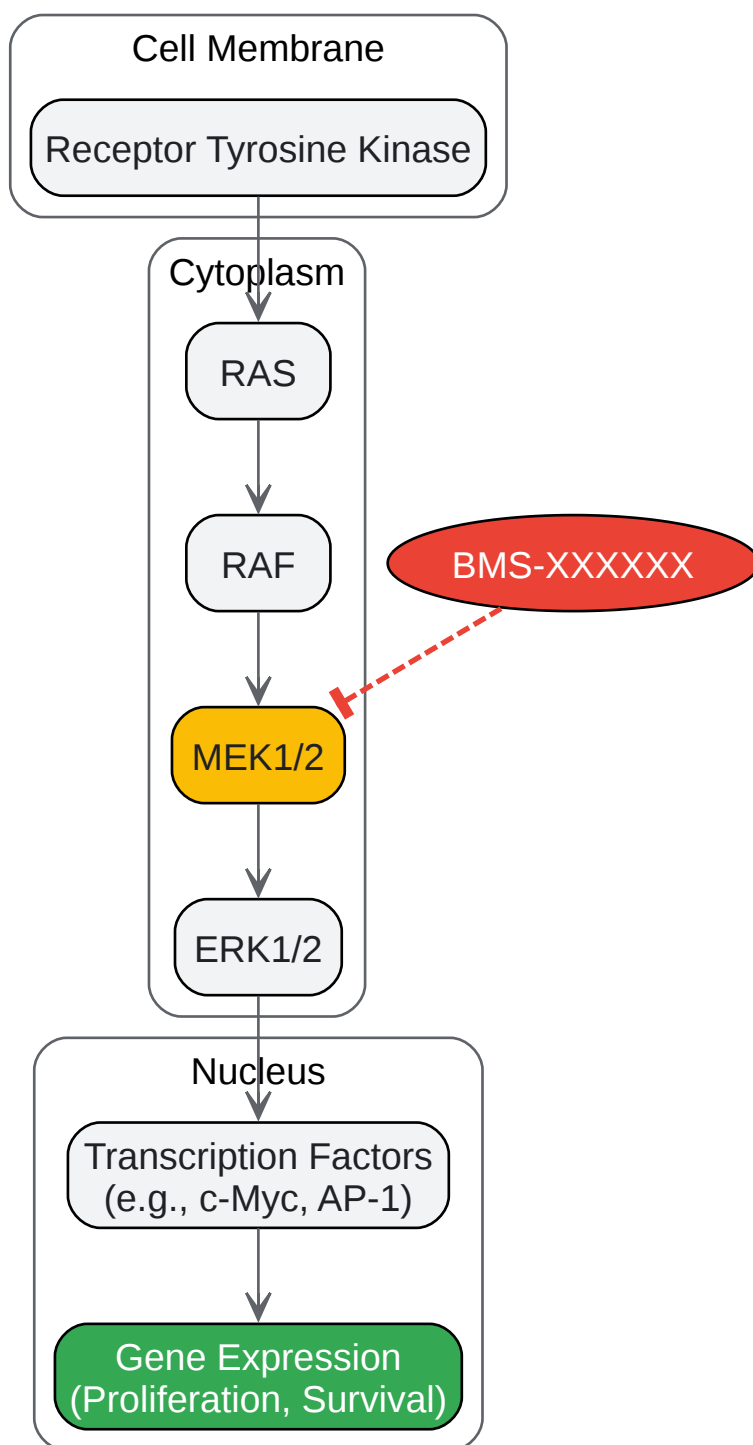 Cell Membrane
Receptor Tyrosine Kinase
Cytoplasm
RAS
RAF
BMS-XXXXXX
MEK1/2
ERK1/2
Nucleus
Transcription Factors
(e.g., c-Myc, AP-1)
Gene Expression
(Proliferation, Survival)